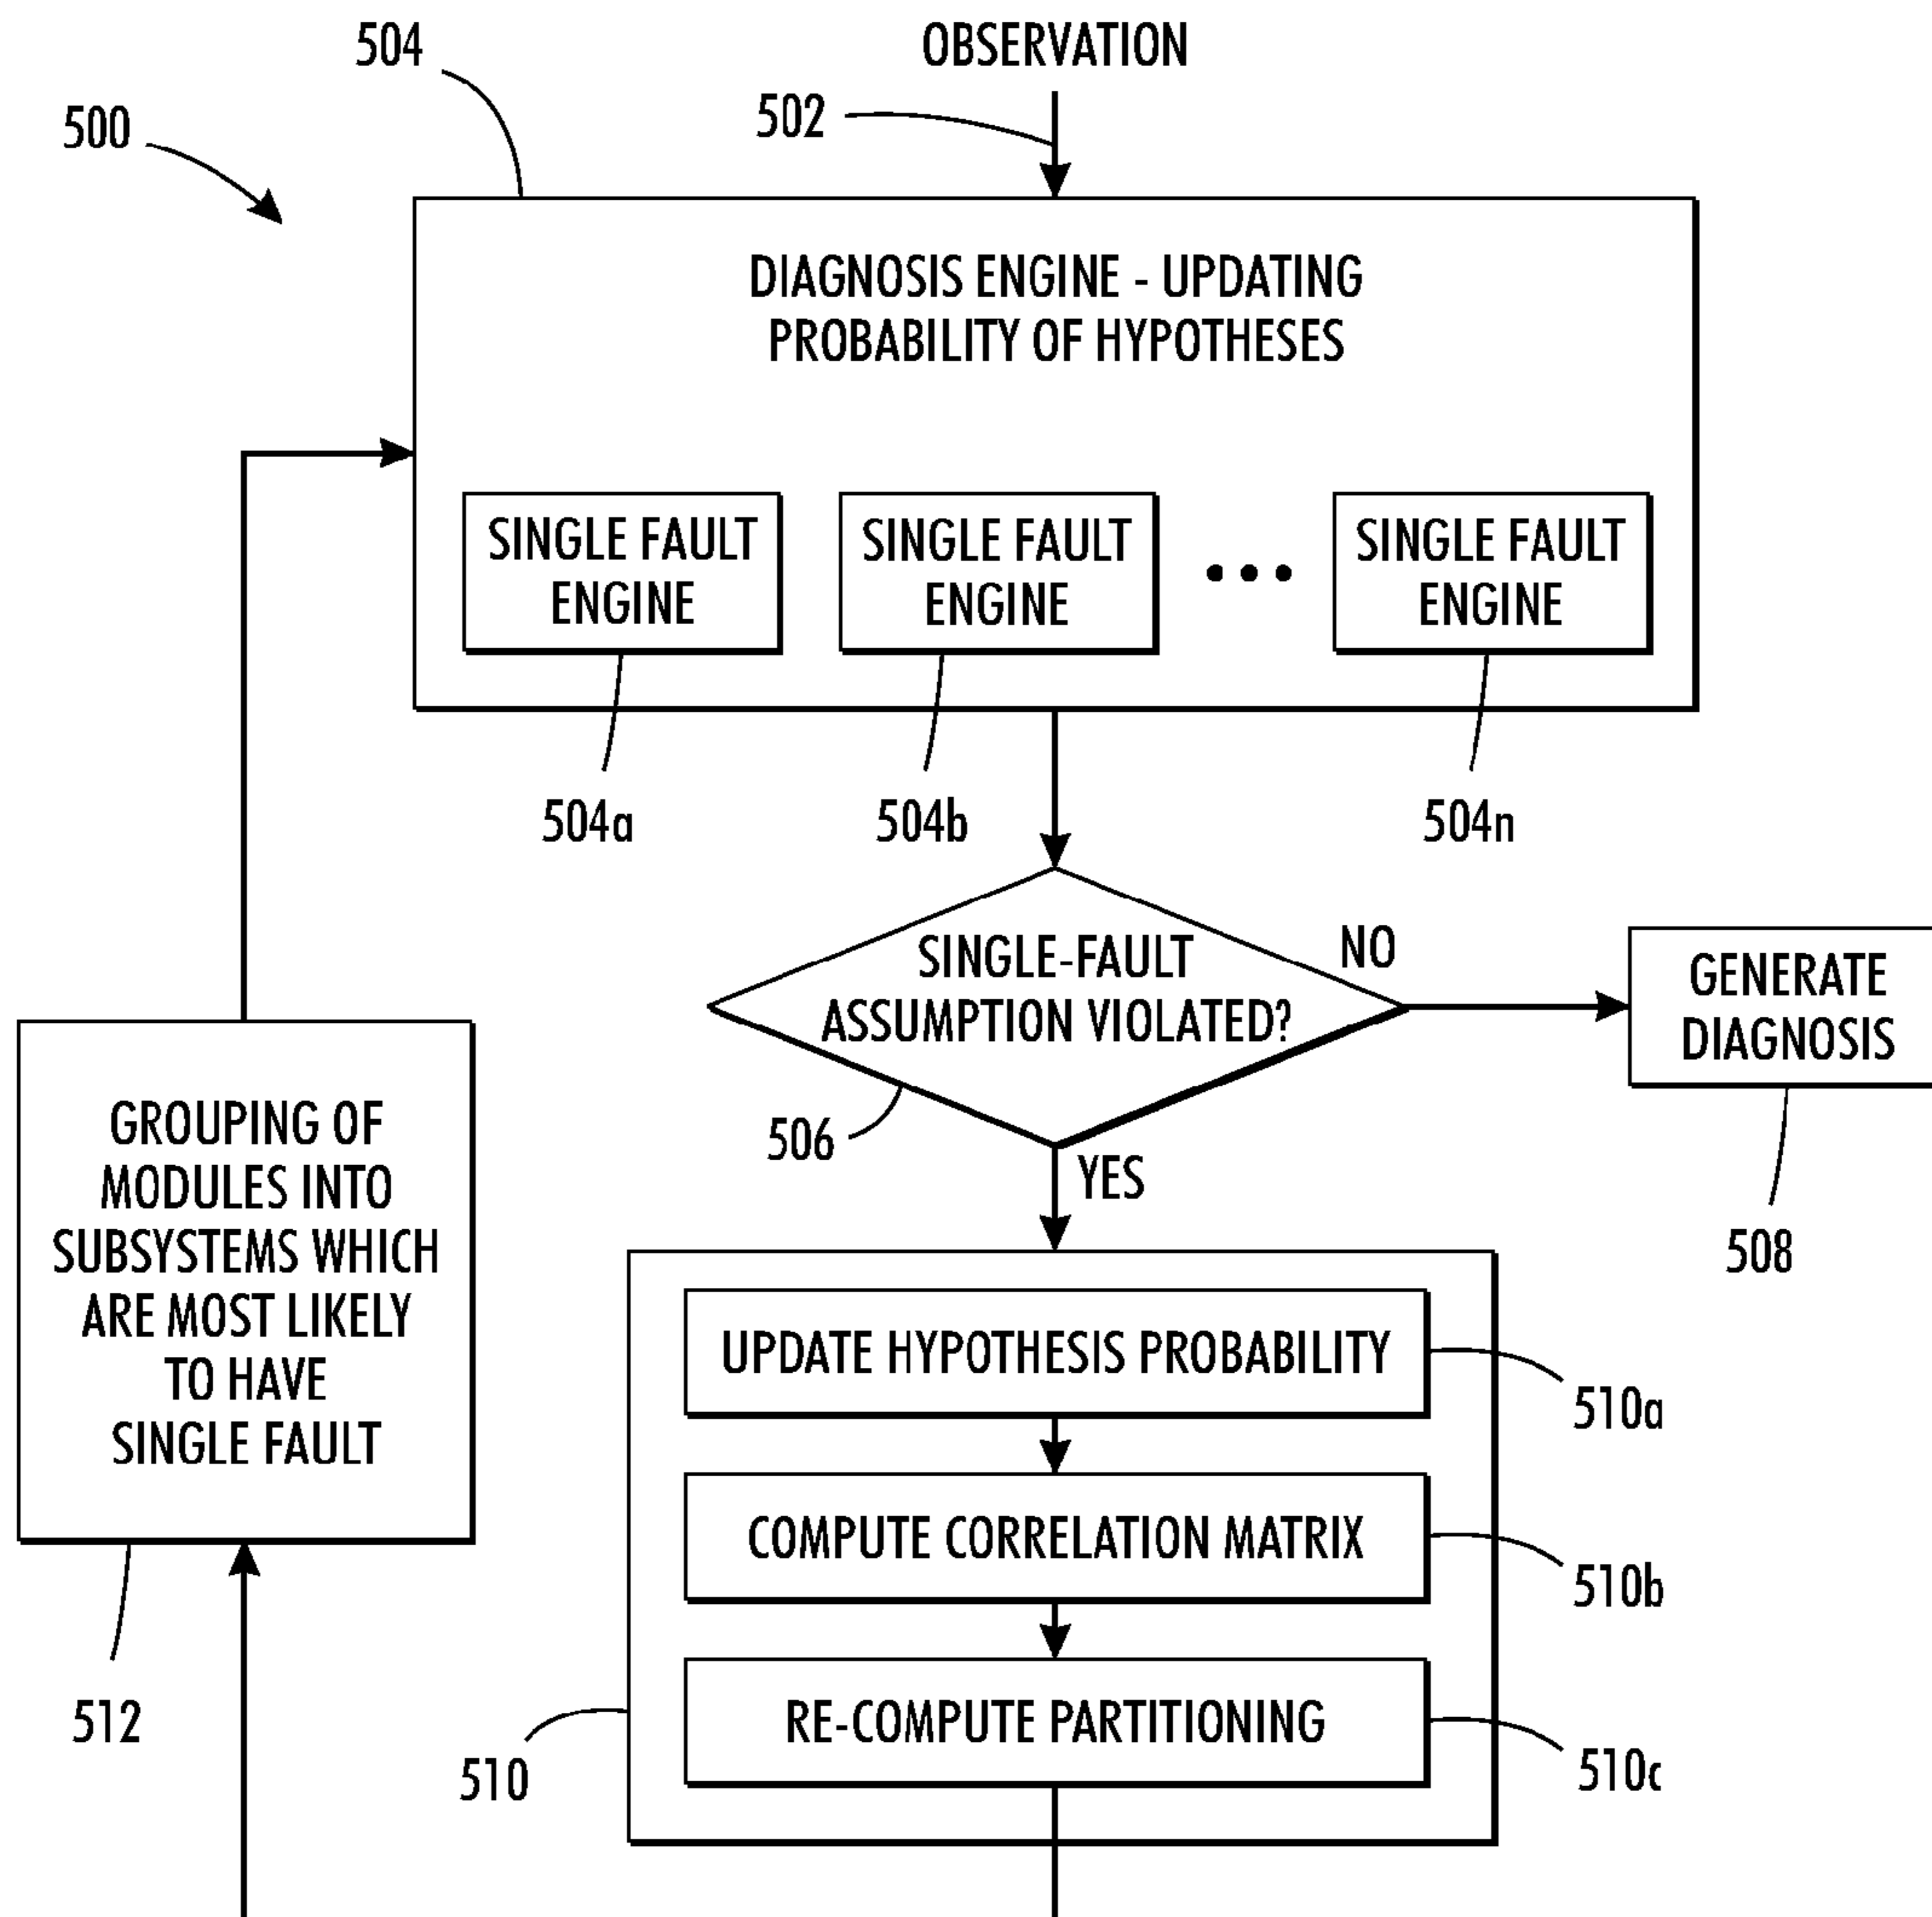 504
OBSERVATION
500
502
DIAGNOSIS ENGINE - UPDATING
PROBABILITY OF HYPOTHESES
SINGLE FAULT
ENGINE
SINGLE FAULT
ENGINE
SINGLE FAULT
ENGINE
504a
504b
504n
SINGLE-FAULT
ASSUMPTION VIOLATED?
NO
GENERATE
DIAGNOSIS
506
YES
508
GROUPING OF
MODULES INTO
SUBSYSTEMS WHICH
ARE MOST LIKELY
TO HAVE
SINGLE FAULT
512
UPDATE HYPOTHESIS PROBABILITY
510a
COMPUTE CORRELATION MATRIX
510b
RE-COMPUTE PARTITIONING
510c
510